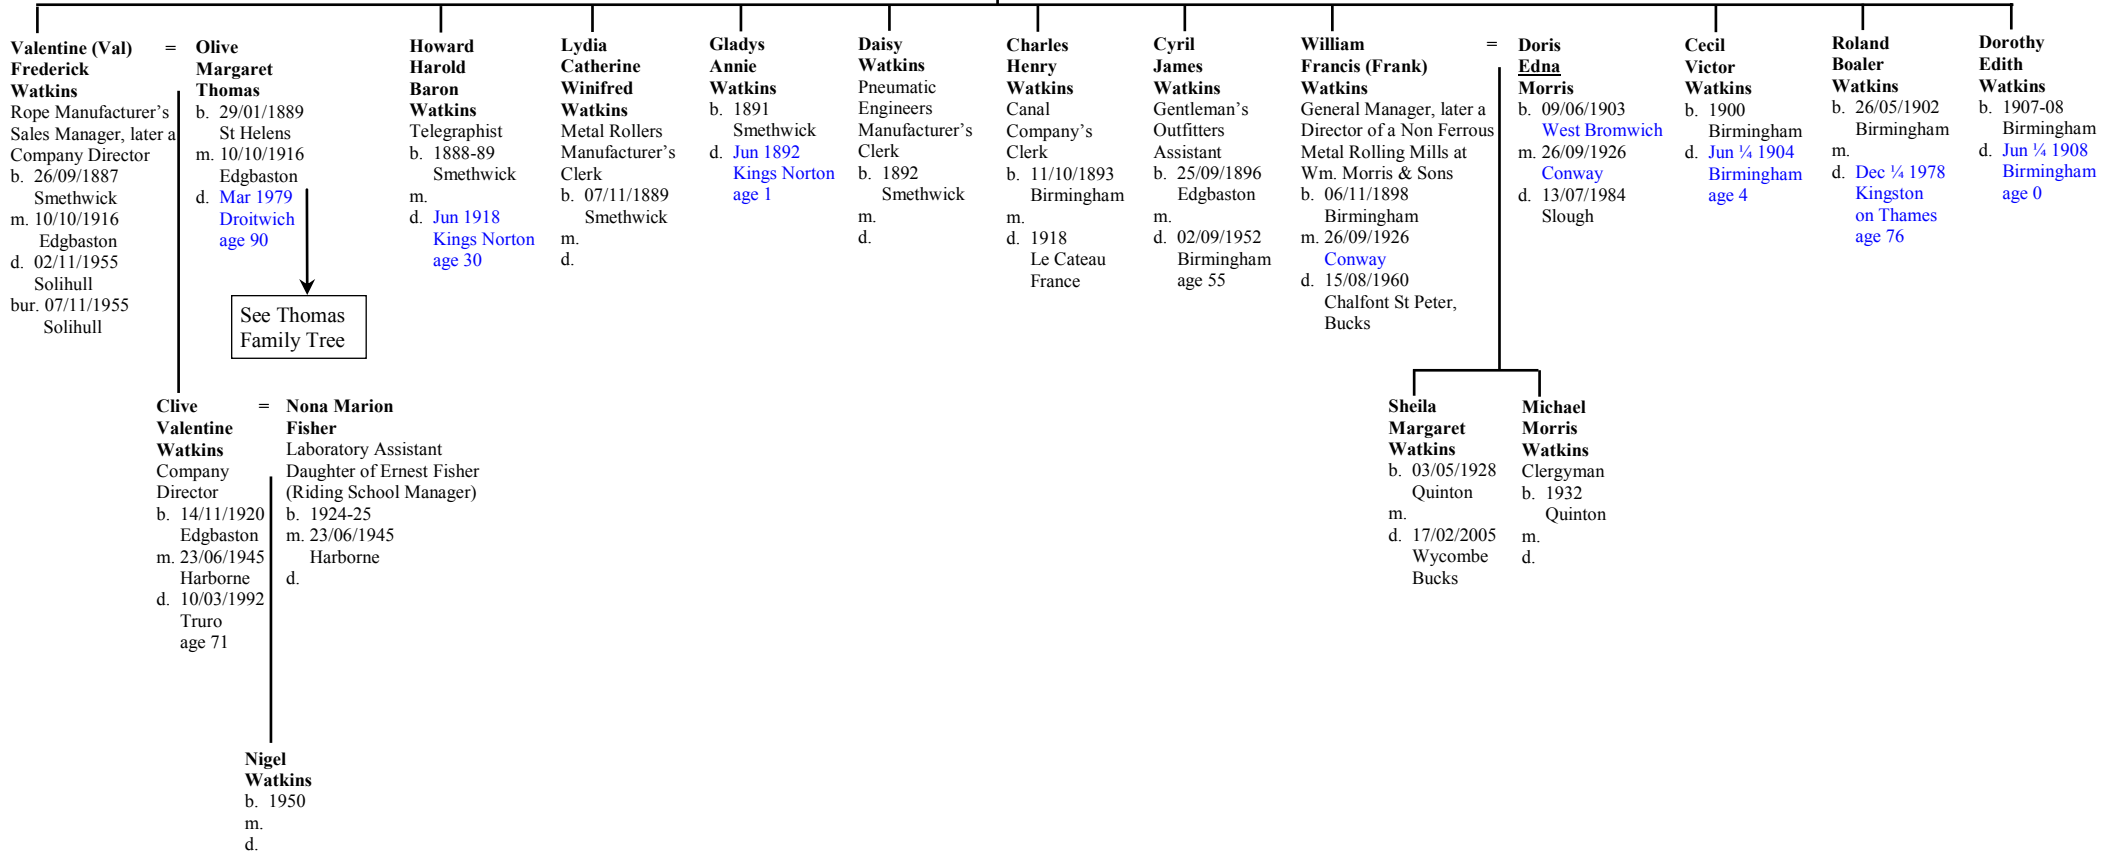 Valentine (Val)
Frederick
Watkins
Rope Manufacturer's
Sales Manager, later a
Company Director
b. 26/09/1887
Smethwick
m. 10/10/1916
Edgbaston
d. 02/11/1955
Solihull
bur. 07/11/1955
Solihull
=
Olive
Margaret
Thomas
b. 29/01/1889
St Helens
m. 10/10/1916
Edgbaston
d. Mar 1979
Droitwich
age 90
See Thomas
Family Tree
Howard
Harold
Baron
Watkins
Telegraphist
b. 1888-89
Smethwick
m.
d. Jun 1918
Kings Norton
age 30
Lydia
Catherine
Winifred
Watkins
Metal Rollers
Manufacturer's
Clerk
b. 07/11/1889
Smethwick
m.
d.
Gladys
Annie
Watkins
b. 1891
Smethwick
d. Jun 1892
Kings Norton
age 1
Daisy
Watkins
Pneumatic
Engineers
Manufacturer's
Clerk
b. 1892
Smethwick
m.
d.
Charles
Henry
Watkins
Canal
Company's
Clerk
b. 11/10/1893
Birmingham
m.
d. 1918
Le Cateau
France
Cyril
James
Watkins
Gentleman's
Outfitters
Assistant
b. 25/09/1896
Edgbaston
m.
d. 02/09/1952
Birmingham
age 55
William
Francis (Frank)
Watkins
General Manager, later a
Director of a Non Ferrous
Metal Rolling Mills at
Wm. Morris & Sons
b. 06/11/1898
Birmingham
m. 26/09/1926
Conway
d. 15/08/1960
Chalfont St Peter,
Bucks
=
Doris
Edna
Morris
b. 09/06/1903
West Bromwich
m. 26/09/1926
Conway
d. 13/07/1984
Slough
Cecil
Victor
Watkins
b. 1900
Birmingham
d. Jun ¼ 1904
Birmingham
age 4
Roland
Boaler
Watkins
b. 26/05/1902
Birmingham
m.
d. Dec ¼ 1978
Kingston
on Thames
age 76
Dorothy
Edith
Watkins
b. 1907-08
Birmingham
d. Jun ¼ 1908
Birmingham
age 0
Clive
Valentine
Watkins
Company
Director
b. 14/11/1920
Edgbaston
m. 23/06/1945
Harborne
d. 10/03/1992
Truro
age 71
=
Nona Marion
Fisher
Laboratory Assistant
Daughter of Ernest Fisher
(Riding School Manager)
b. 1924-25
m. 23/06/1945
Harborne
d.
Sheila
Margaret
Watkins
b. 03/05/1928
Quinton
m.
d. 17/02/2005
Wycombe
Bucks
Michael
Morris
Watkins
Clergyman
b. 1932
Quinton
m.
d.
Nigel
Watkins
b. 1950
m.
d.